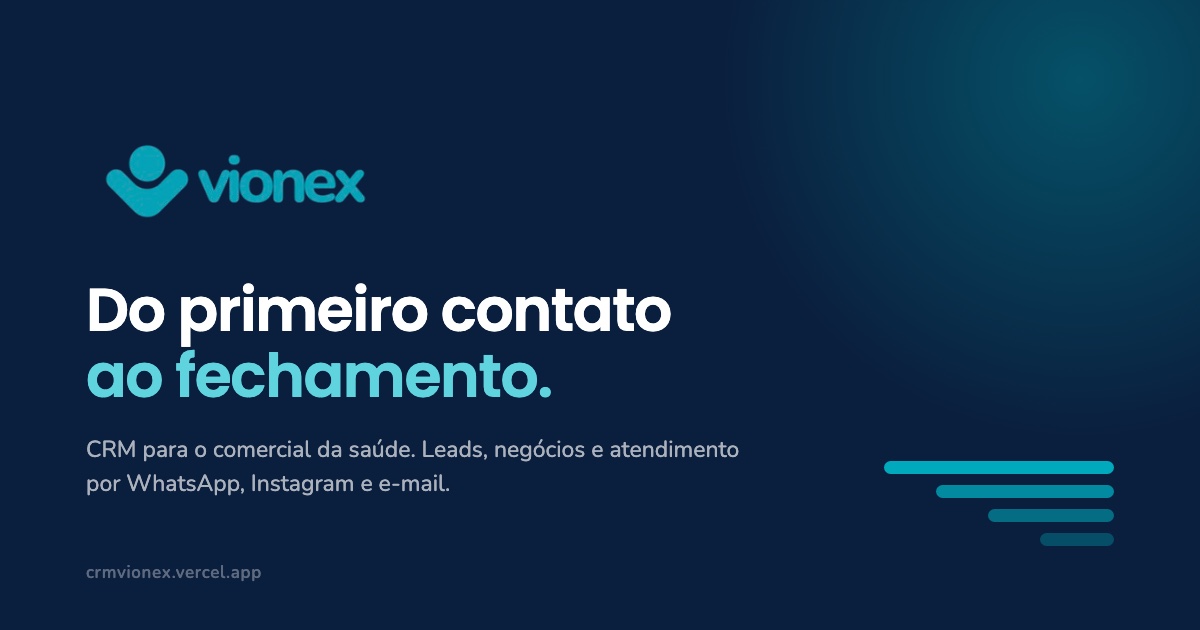 vionex
Do primeiro contato
ao fechamento.
CRM para o comercial da saúde. Leads, negócios e atendimento
por WhatsApp, Instagram e e-mail.
crmvionex.vercel.app